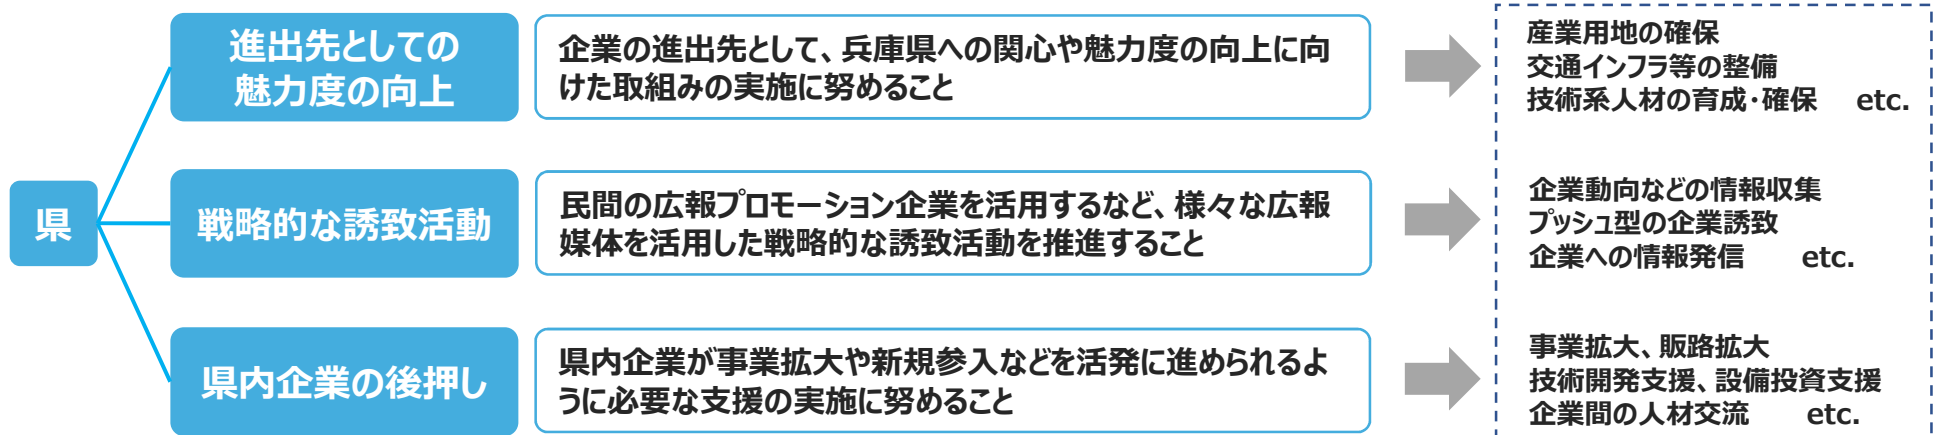 県
進出先としての
魅力度の向上
企業の進出先として、兵庫県への関心や魅力度の向上に向
けた取組みの実施に努めること
産業用地の確保
交通インフラ等の整備
技術系人材の育成・確保 etc.
戦略的な誘致活動
民間の広報プロモーション企業を活用するなど、様々な広報
媒体を活用した戦略的な誘致活動を推進すること
企業動向などの情報収集
プッシュ型の企業誘致
企業への情報発信 etc.
県内企業の後押し
県内企業が事業拡大や新規参入などを活発に進められるよ
うに必要な支援の実施に努めること
事業拡大、販路拡大
技術開発支援、設備投資支援
企業間の人材交流 etc.